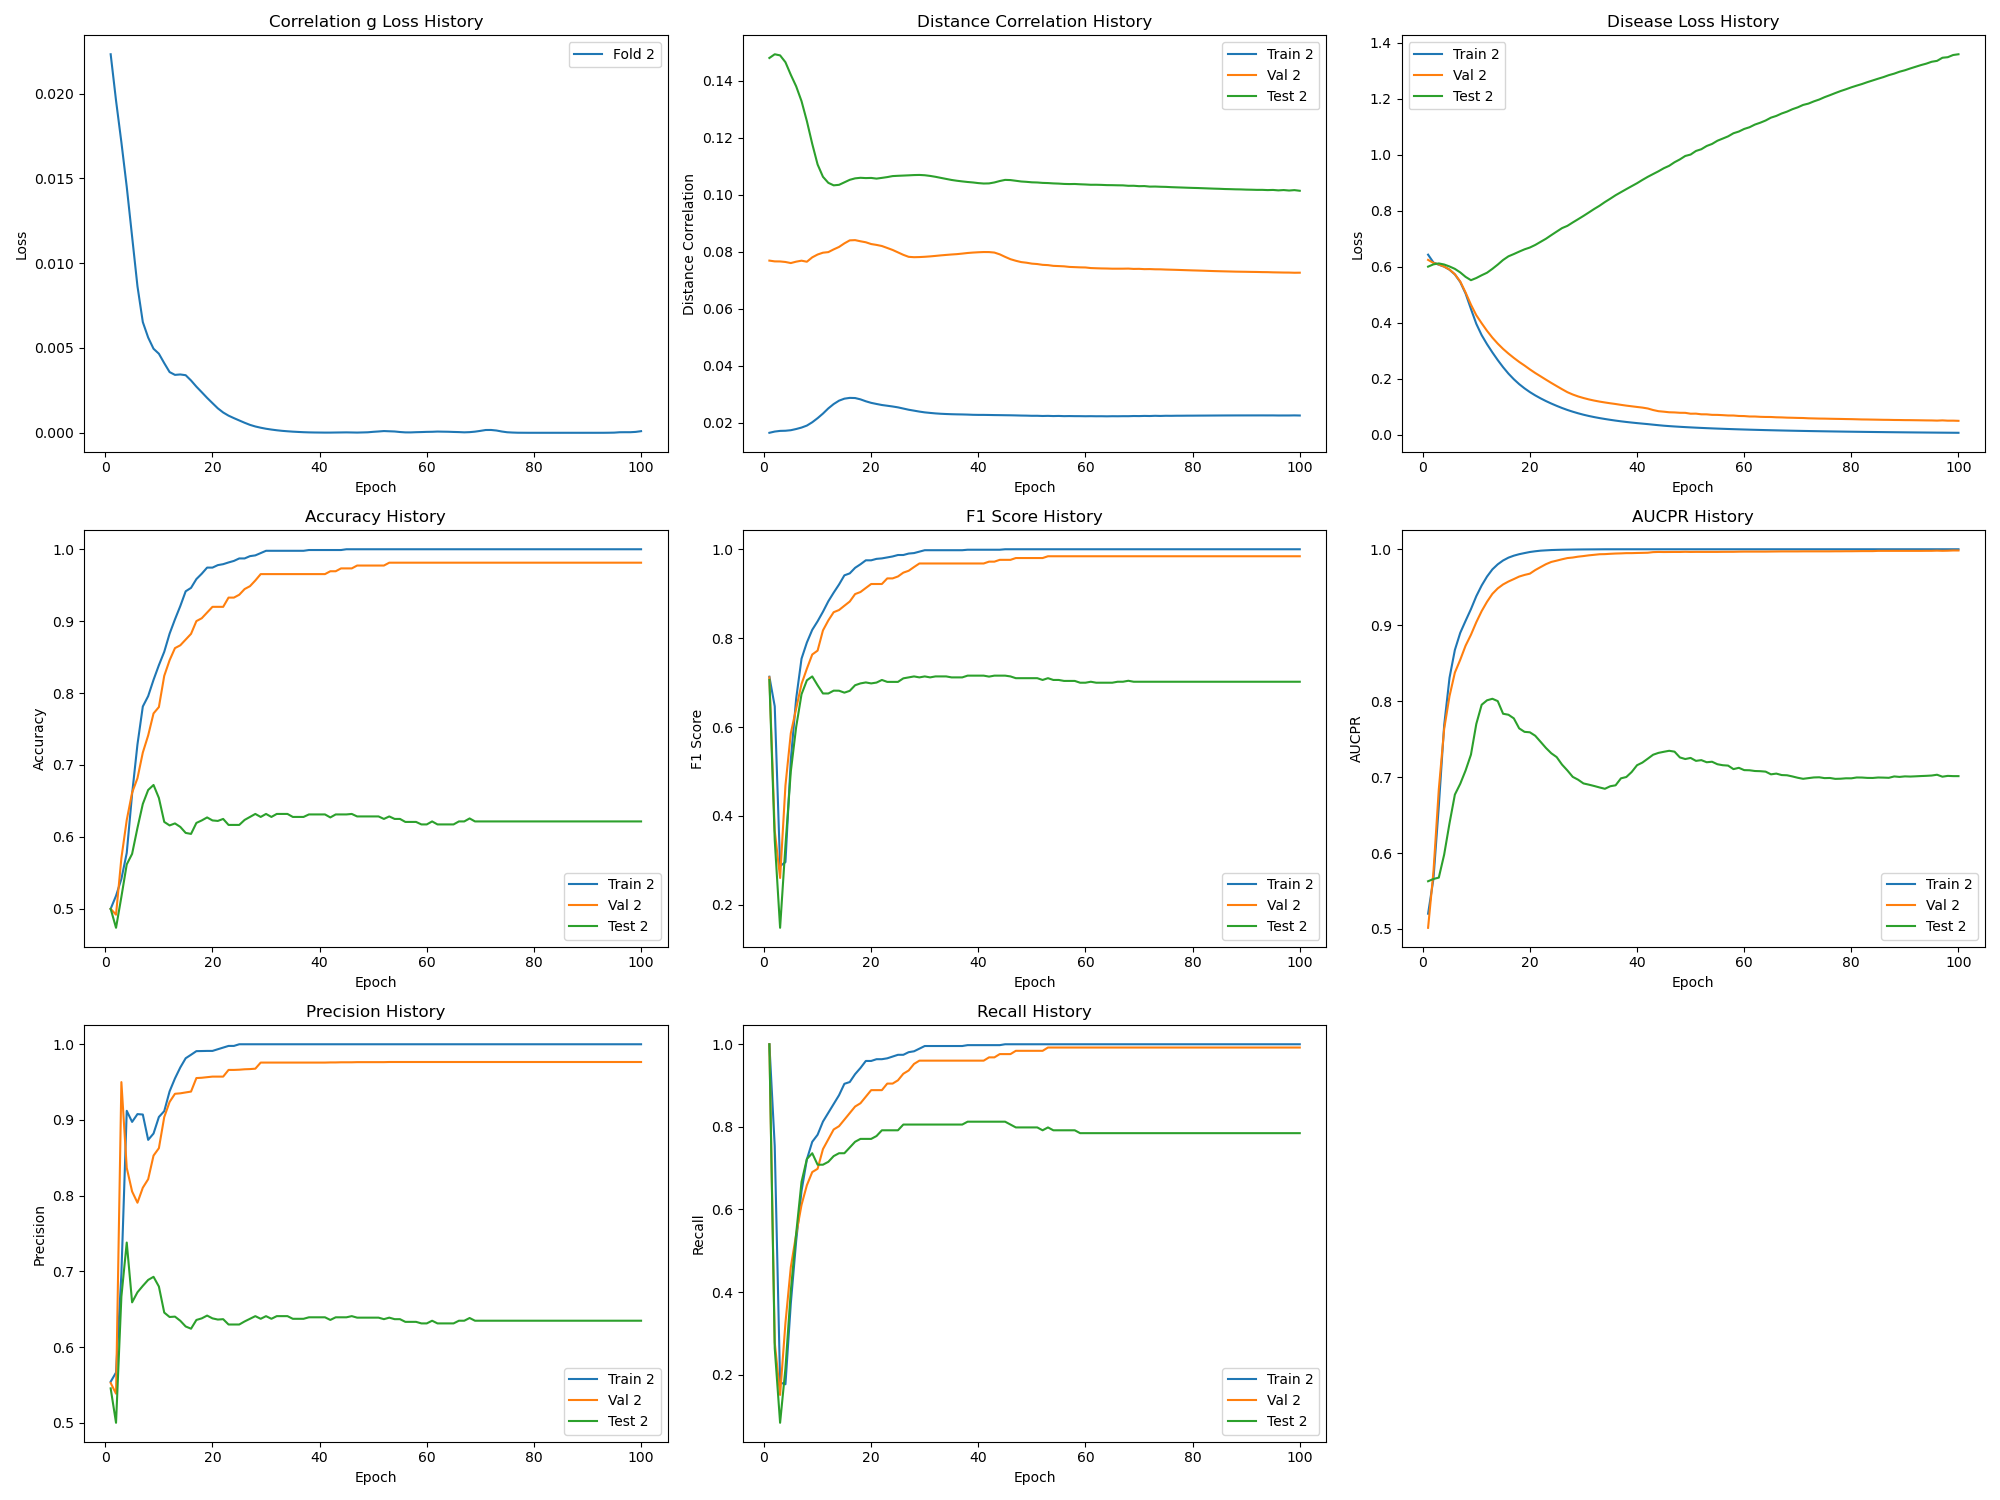 Correlation g Loss History
Fold 2
Loss
0.020
0.015
0.010
0.005
0.000
0 20 40 60 80 100
Epoch
Distance Correlation History
Train 2
Val 2
Test 2
Distance Correlation
0.14
0.12
0.10
0.08
0.06
0.04
0.02
0 20 40 60 80 100
Epoch
Disease Loss History
Train 2
Val 2
Test 2
Loss
1.4
1.2
1.0
0.8
0.6
0.4
0.2
0.0
0 20 40 60 80 100
Epoch
Accuracy History
Accuracy
1.0
0.9
0.8
0.7
0.6
0.5
Train 2
Val 2
Test 2
0 20 40 60 80 100
Epoch
F1 Score History
F1 Score
1.0
0.8
0.6
0.4
0.2
Train 2
Val 2
Test 2
0 20 40 60 80 100
Epoch
AUCPR History
AUCPR
1.0
0.9
0.8
0.7
0.6
0.5
Train 2
Val 2
Test 2
0 20 40 60 80 100
Epoch
Precision History
Precision
1.0
0.9
0.8
0.7
0.6
0.5
Train 2
Val 2
Test 2
0 20 40 60 80 100
Epoch
Recall History
Recall
1.0
0.8
0.6
0.4
0.2
Train 2
Val 2
Test 2
0 20 40 60 80 100
Epoch